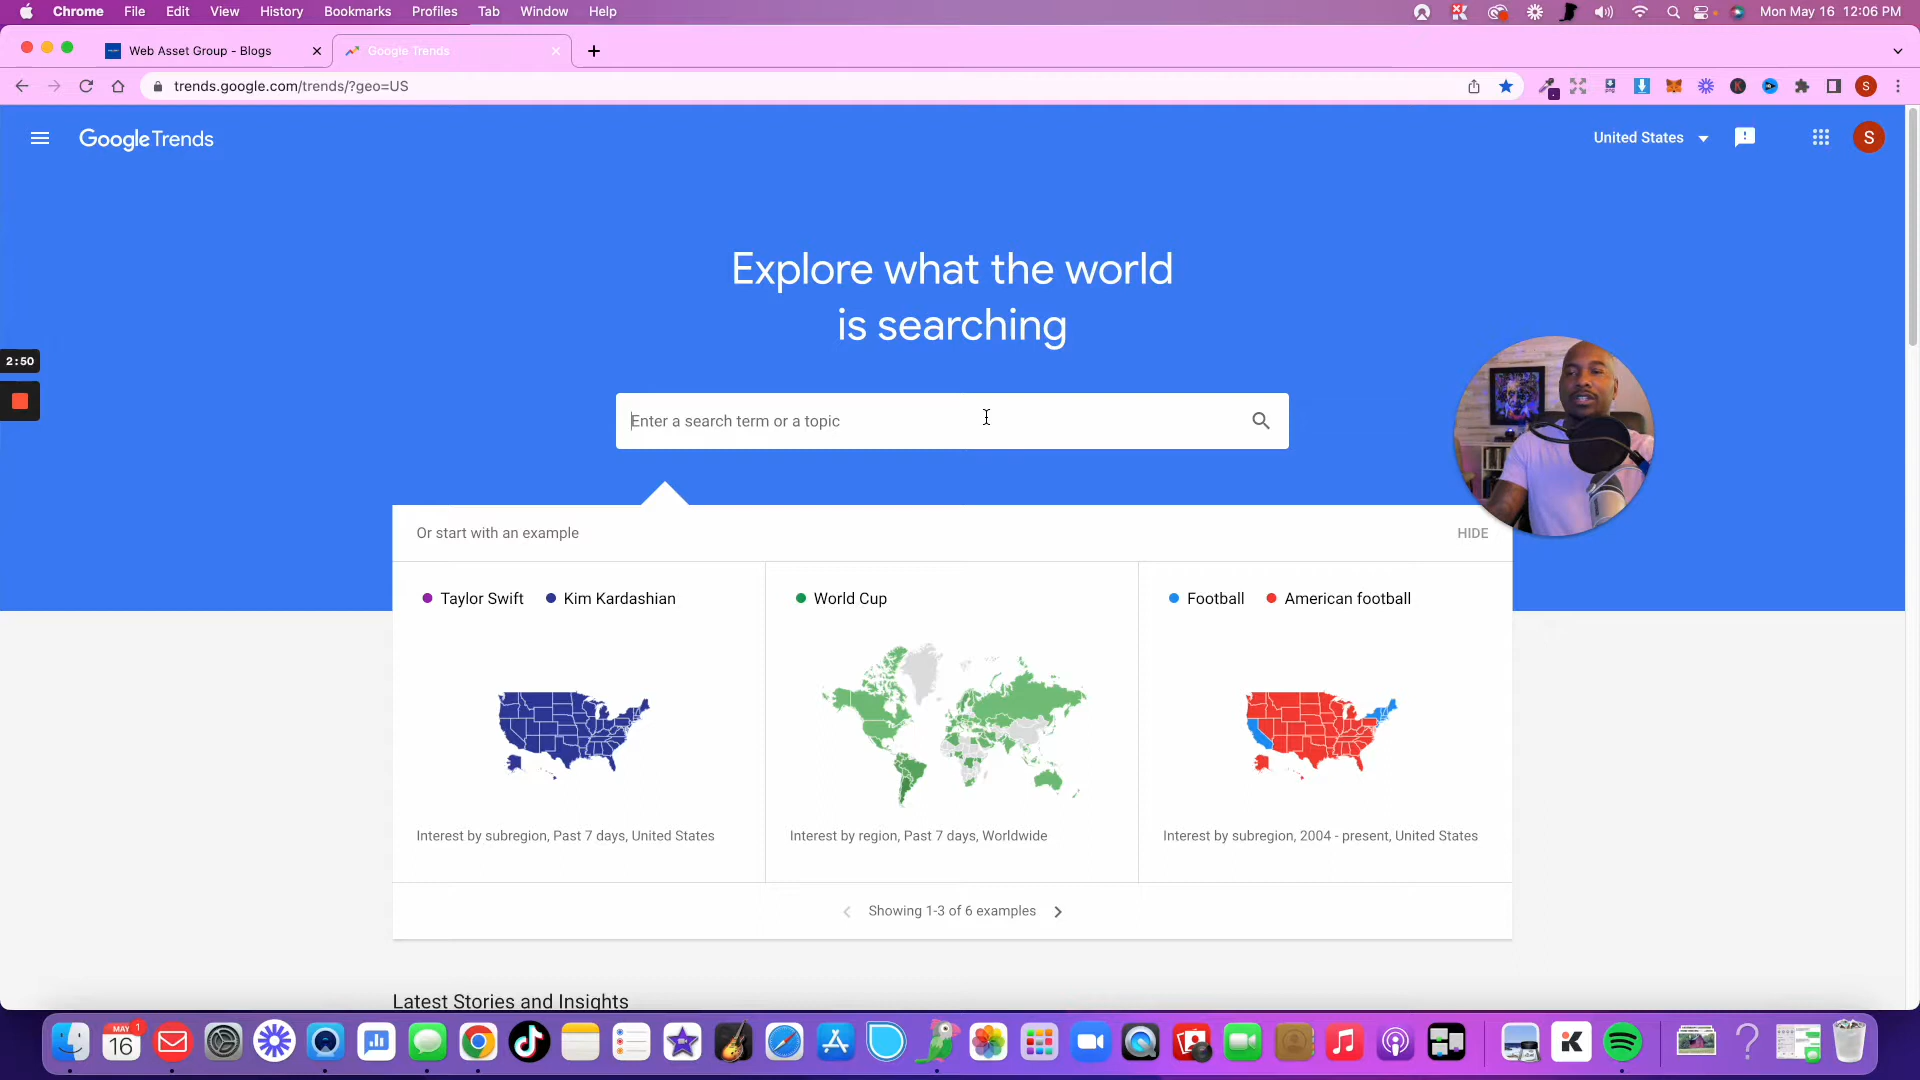 Chrome File Edit View History Bookmarks Profiles Tab Window Help Mon May 16 12:06 PM
Web Asset Group - Blogs
Google Trends
trends.google.com/trends/?geo=US
S
Google Trends
United States
S
Explore what the world
is searching
2:50
Enter a search term or a topic
Or start with an example
HIDE
Taylor Swift Kim Kardashian
World Cup
Football American football
Interest by subregion, Past 7 days, United States
Interest by region, Past 7 days, Worldwide
Interest by subregion, 2004 - present, United States
Showing 1-3 of 6 examples
Latest Stories and Insights
MAY 1
16
K